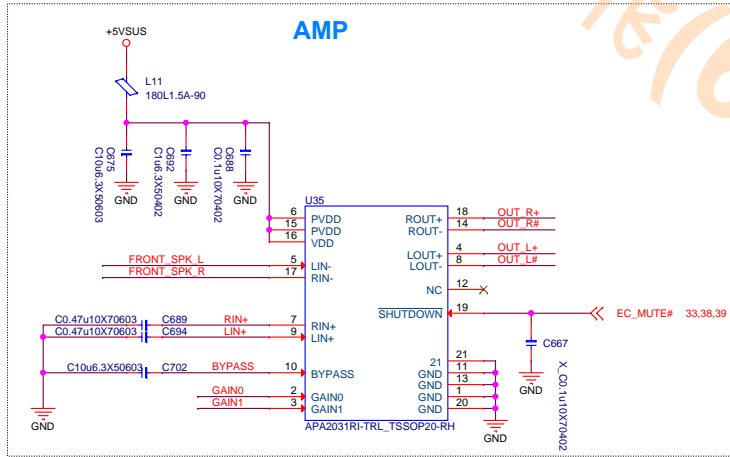 AMP
+5VSUS
L11
180L1.5A-90
C675
C10u6.3X50603
C692
C1u6.3X50402
C688
C0.1u10X70402
GND
GND
GND
U35
6
PVDD
15
PVDD
16
VDD
FRONT_SPK_L
5
LIN-
FRONT_SPK_R
17
RIN-
C0.47u10X70603
C689
RIN+
7
RIN+
C0.47u10X70603
C694
LIN+
9
LIN+
C10u6.3X50603
C702
BYPASS
10
BYPASS
GAIN0
2
GAIN0
GAIN1
3
GAIN1
GND
ROUT+
18
OUT_R+
ROUT-
14
OUT_R#
LOUT+
4
OUT_L+
LOUT-
8
OUT_L#
NC
12
SHUTDOWN
19
EC_MUTE# 33,38,39
C667
X_C0.1u10X70402
GND
21
21
GND
11
GND
13
GND
1
GND
20
GND
APA2031RI-TRL_TSSOP20-RH